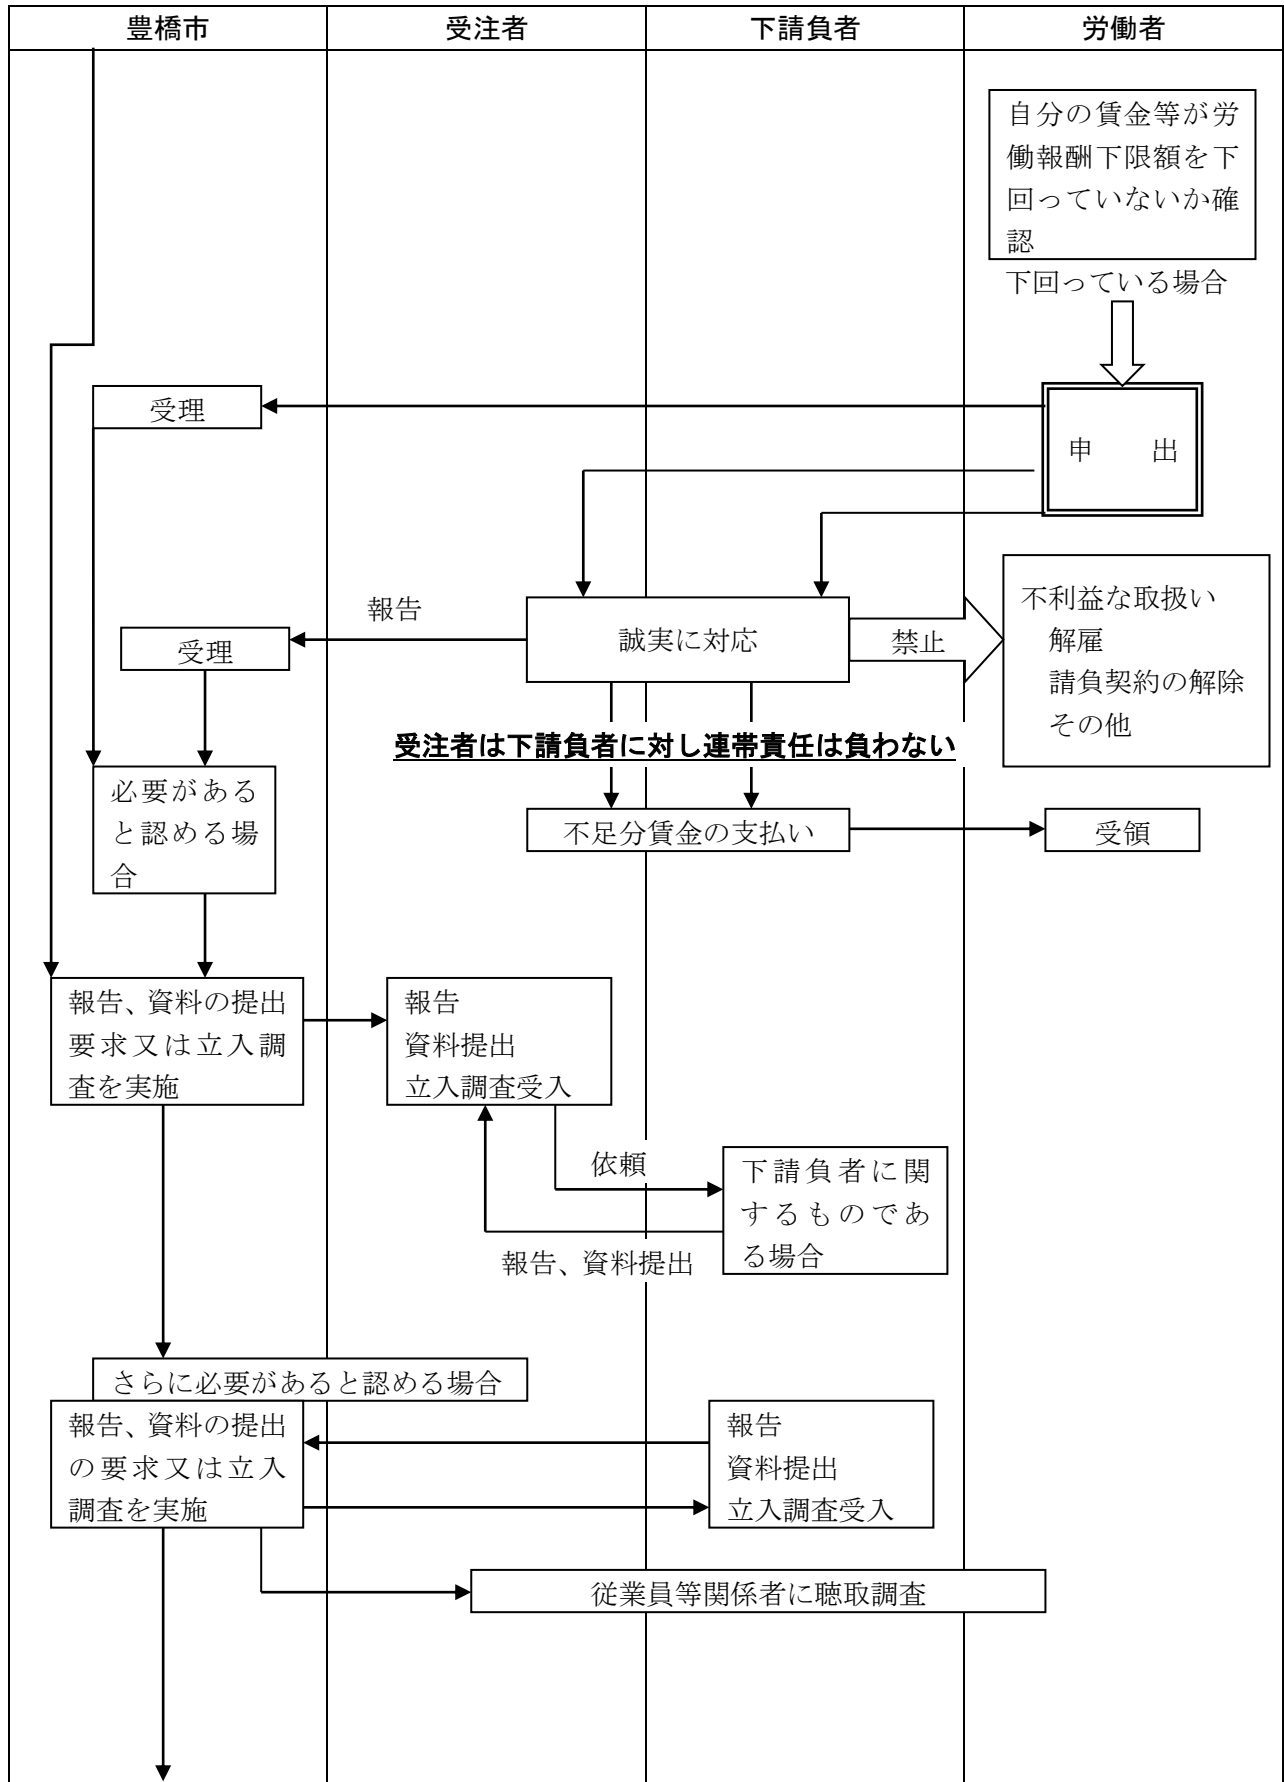 豊橋市
受注者
下請負者
労働者
自分の賃金等が労
働報酬下限額を下
回っていないか確
認
下回っている場合
受理
申　　出
報告
受理
誠実に対応
禁止
不利益な取扱い
解雇
請負契約の解除
その他
受注者は下請負者に対し連帯責任は負わない
必要がある
と認める場
合
不足分賃金の支払い
受領
報告、資料の提出
要求又は立入調
査を実施
報告
資料提出
立入調査受入
依頼
下請負者に関
するものであ
る場合
報告、資料提出
さらに必要があると認める場合
報告、資料の提出
の要求又は立入
調査を実施
報告
資料提出
立入調査受入
従業員等関係者に聴取調査